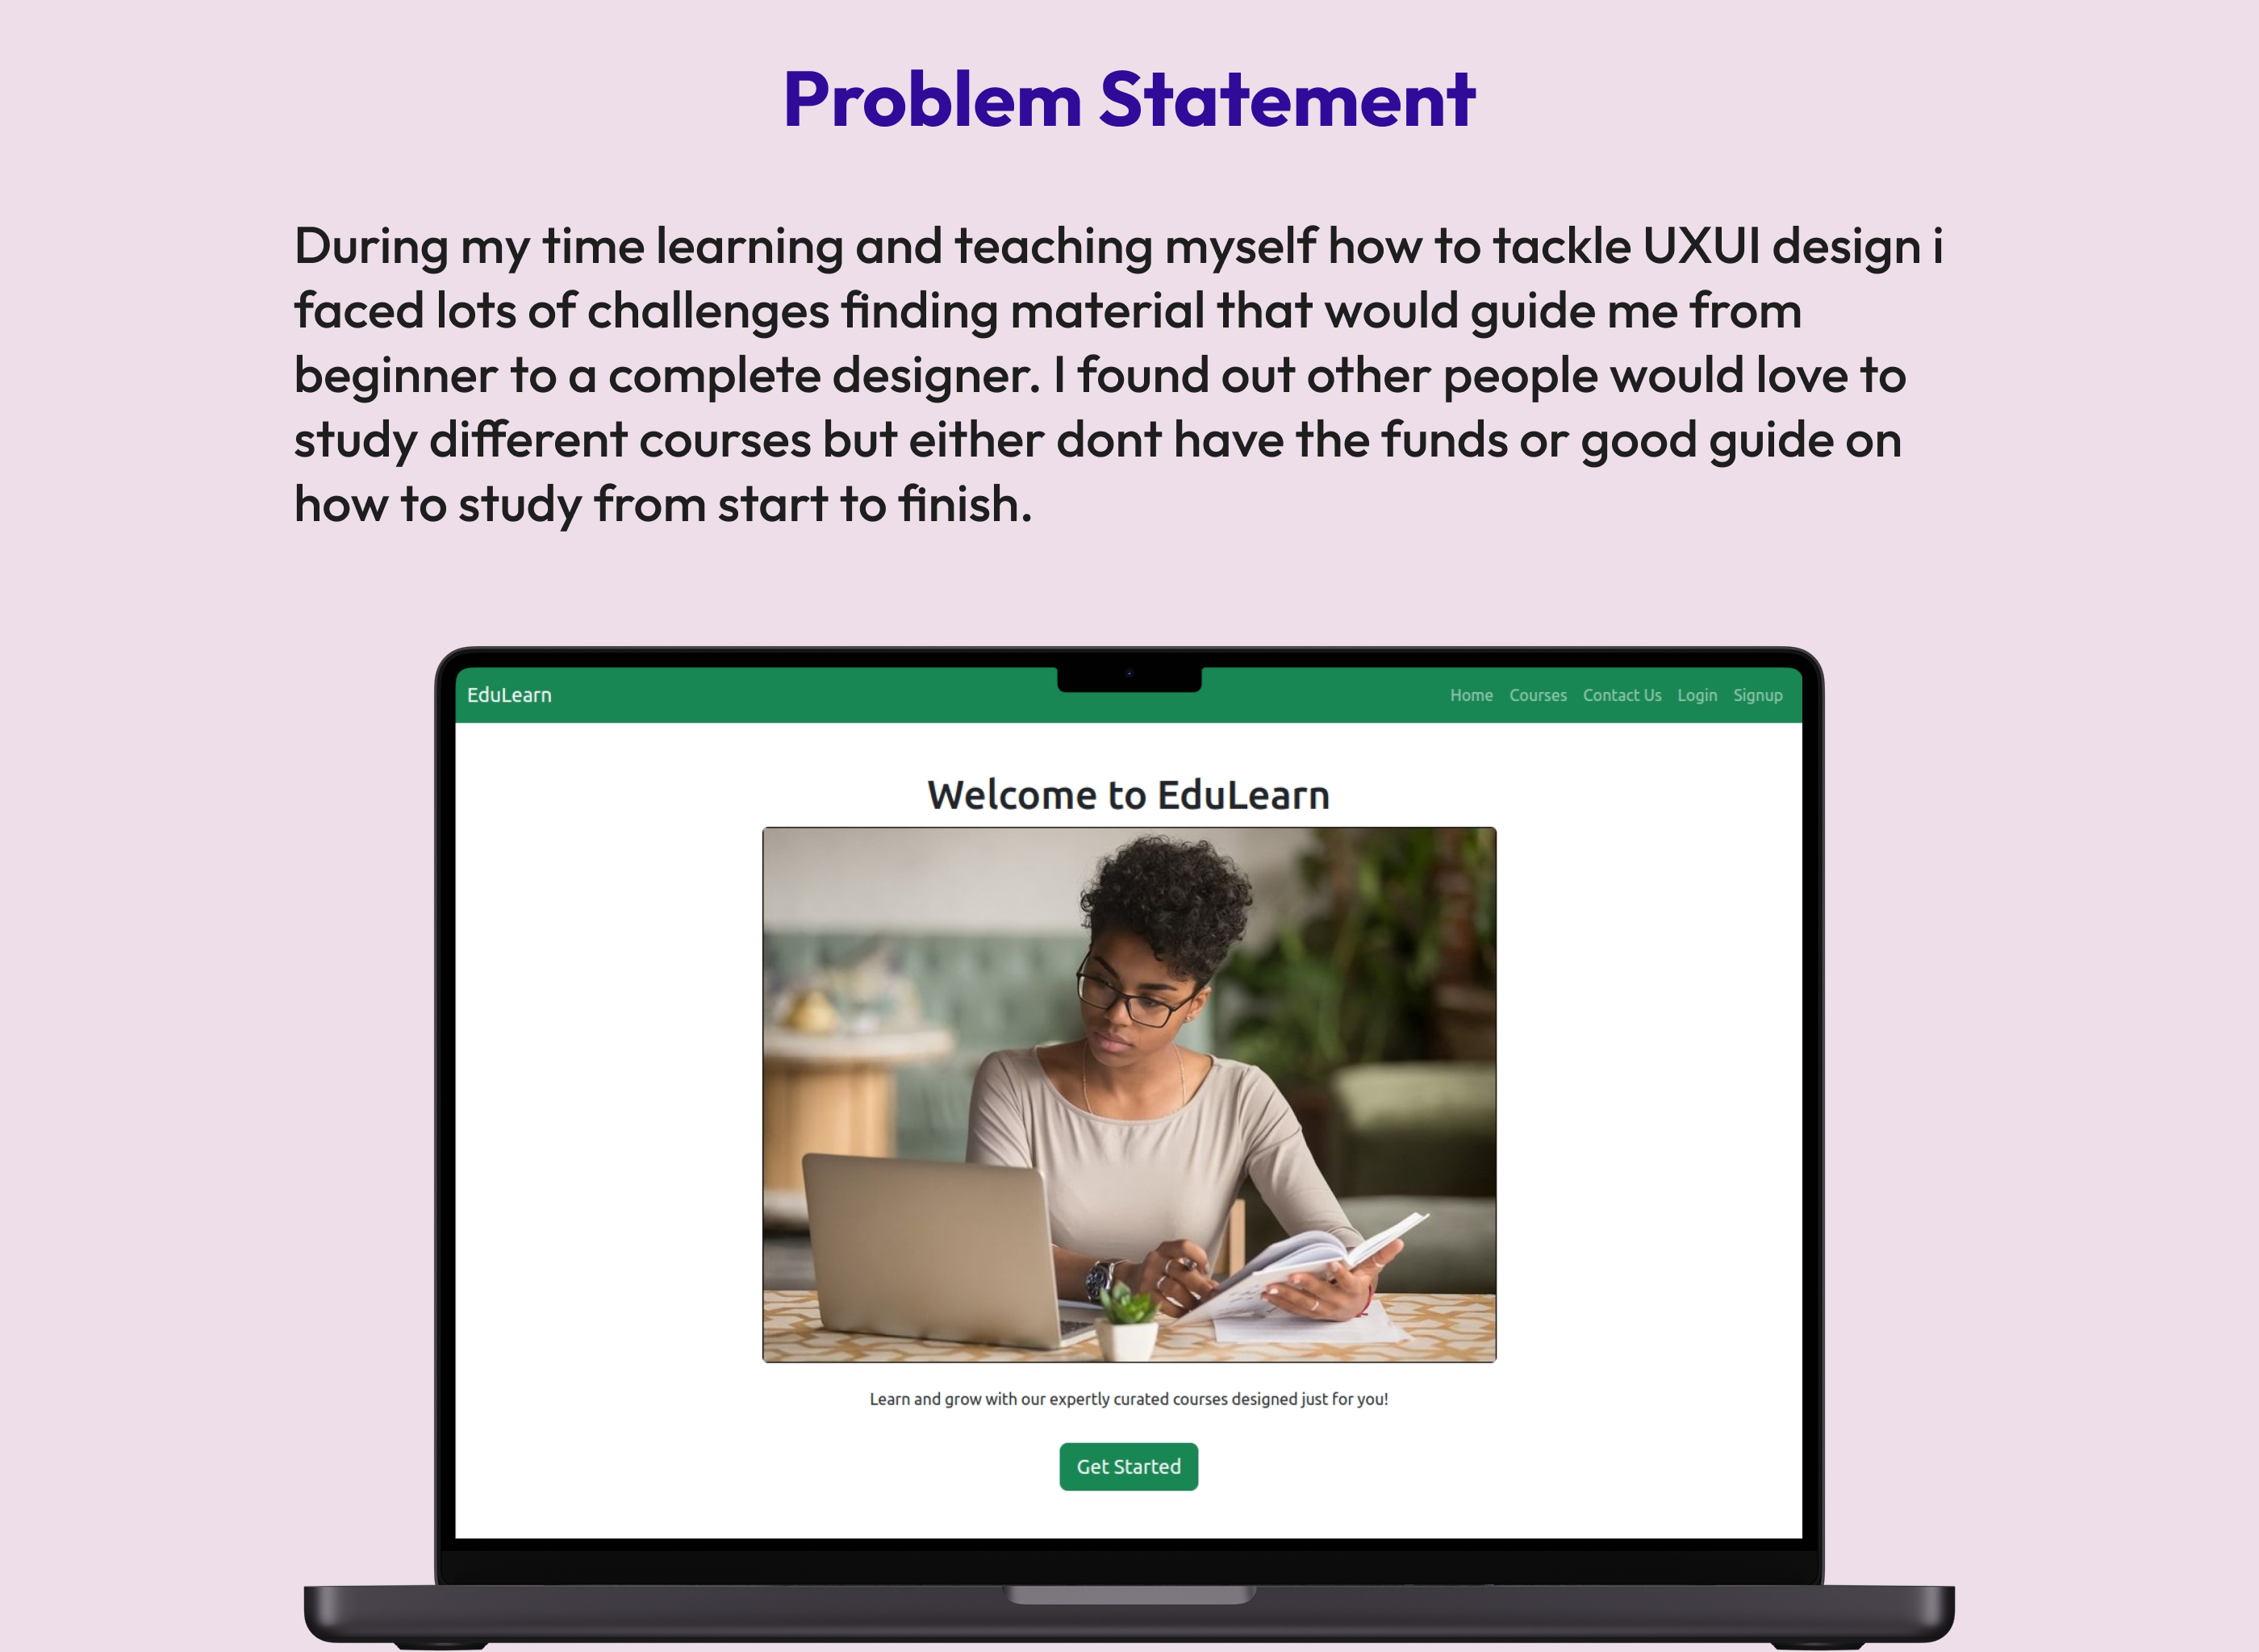 Problem Statement
During my time learning and teaching myself how to tackle UXUI design i
faced lots of challenges finding material that would guide me from
beginner to a complete designer. I found out other people would love to
study different courses but either dont have the funds or good guide on
how to study from start to finish.
EduLearn
Home Courses Contact Us Login Signup
Welcome to EduLearn
Learn and grow with our expertly curated courses designed just for you!
Get Started